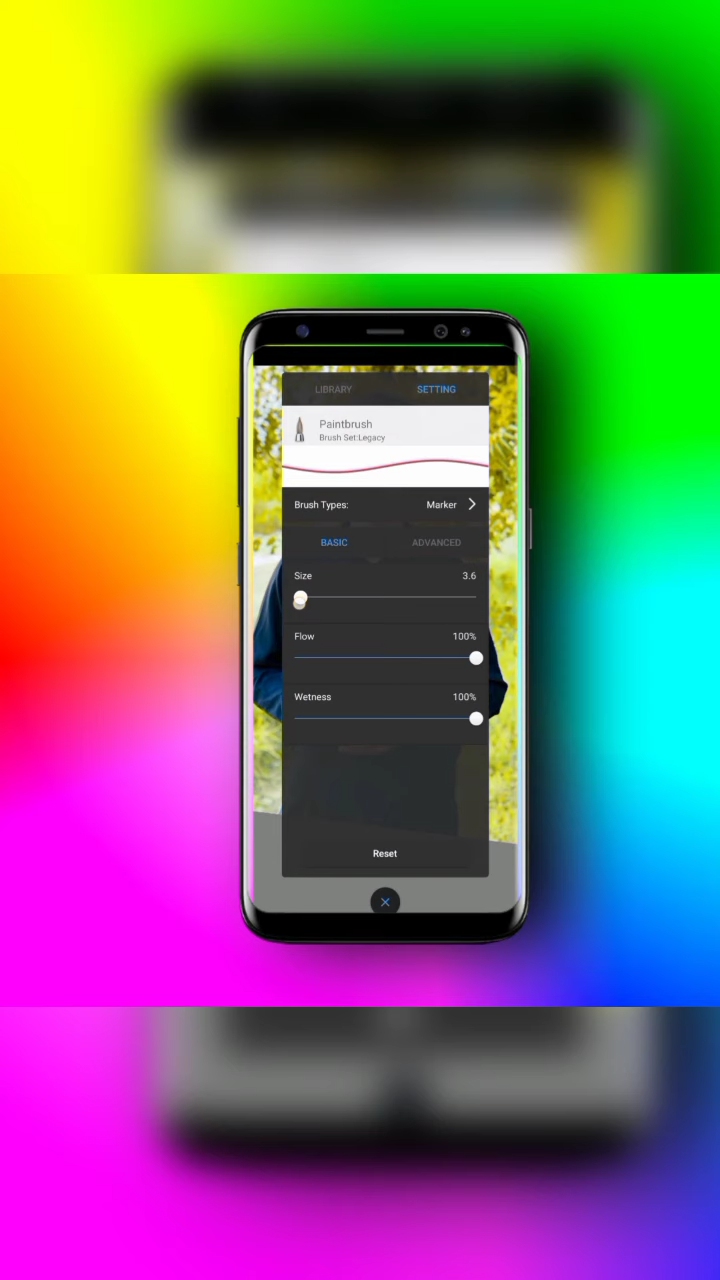 LIBRARY SETTING
Paintbrush
Brush Set:Legacy
Brush Types: Marker
BASIC ADVANCED
Size 3.6
Flow 100%
Wetness 100%
Reset